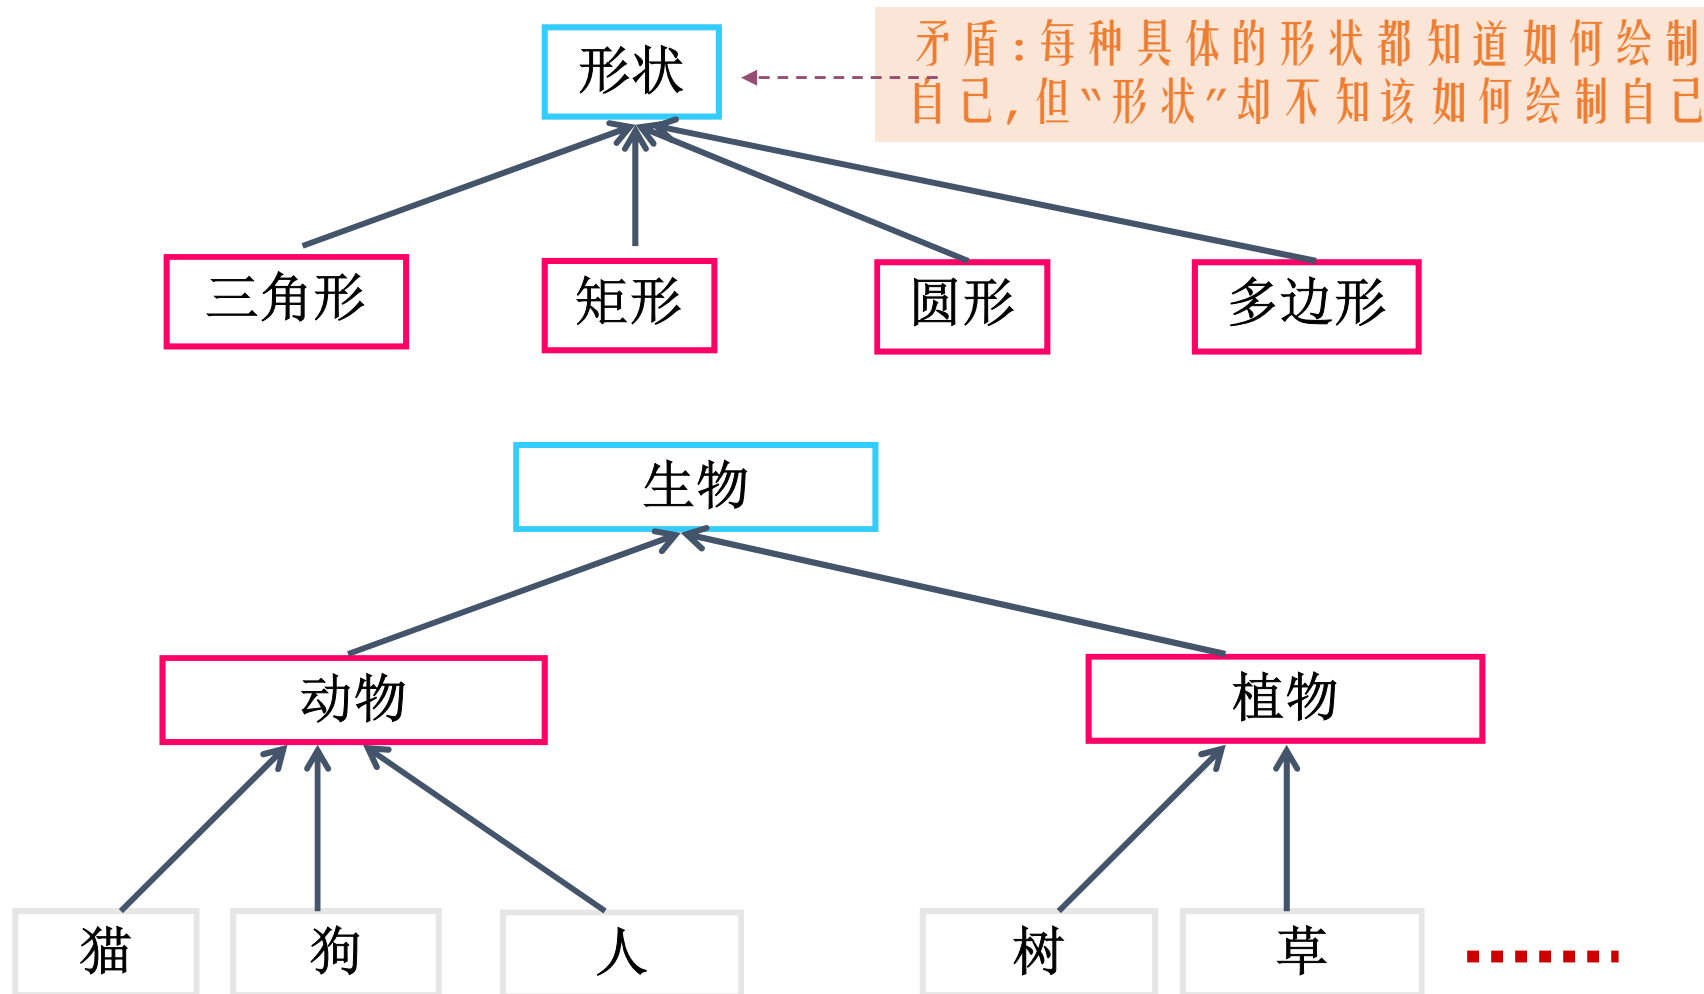 形状
矛盾：每种具体的形状都知道如何绘制
自己，但“形状”却不知该如何绘制自己
三角形
矩形
圆形
多边形
生物
动物
植物
猫
狗
人
树
草